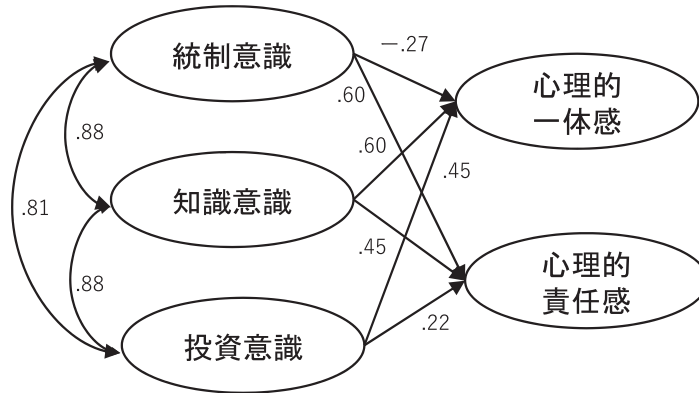 統制意識
知識意識
投資意識
心理的
一体感
心理的
責任感
－.27
.60
.60
.45
.45
.22
.88
.81
.88